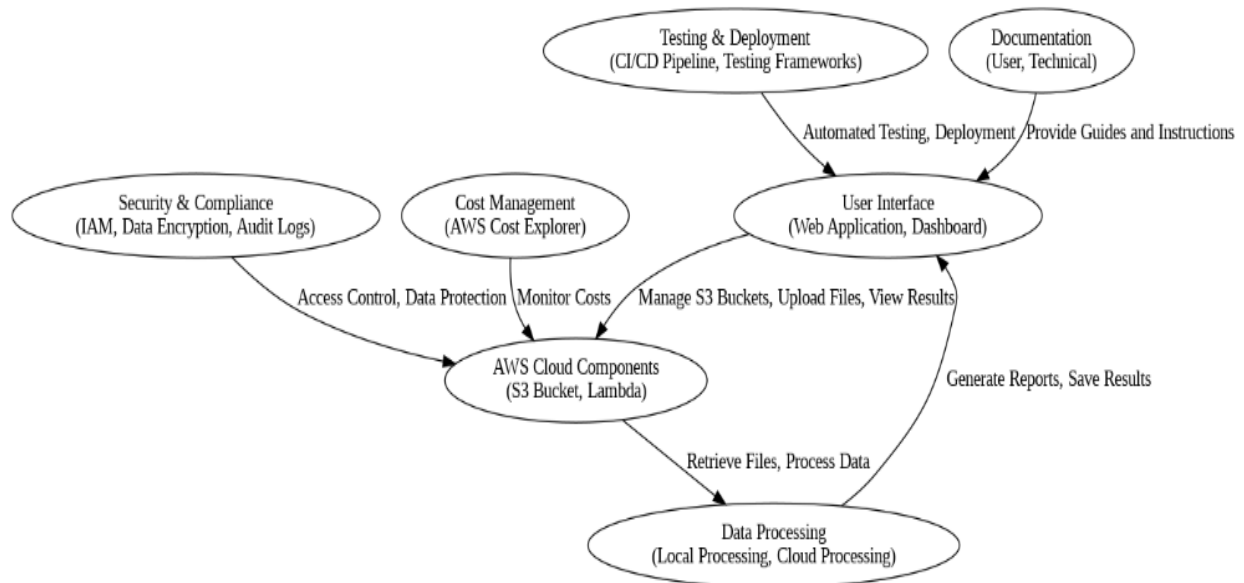 Testing & Deployment
(CI/CD Pipeline, Testing Frameworks)
Documentation
(User, Technical)
Automated Testing, Deployment
Provide Guides and Instructions
Security & Compliance
(IAM, Data Encryption, Audit Logs)
Cost Management
(AWS Cost Explorer)
User Interface
(Web Application, Dashboard)
Access Control, Data Protection
Monitor Costs
Manage S3 Buckets, Upload Files, View Results
AWS Cloud Components
(S3 Bucket, Lambda)
Generate Reports, Save Results
Retrieve Files, Process Data
Data Processing
(Local Processing, Cloud Processing)